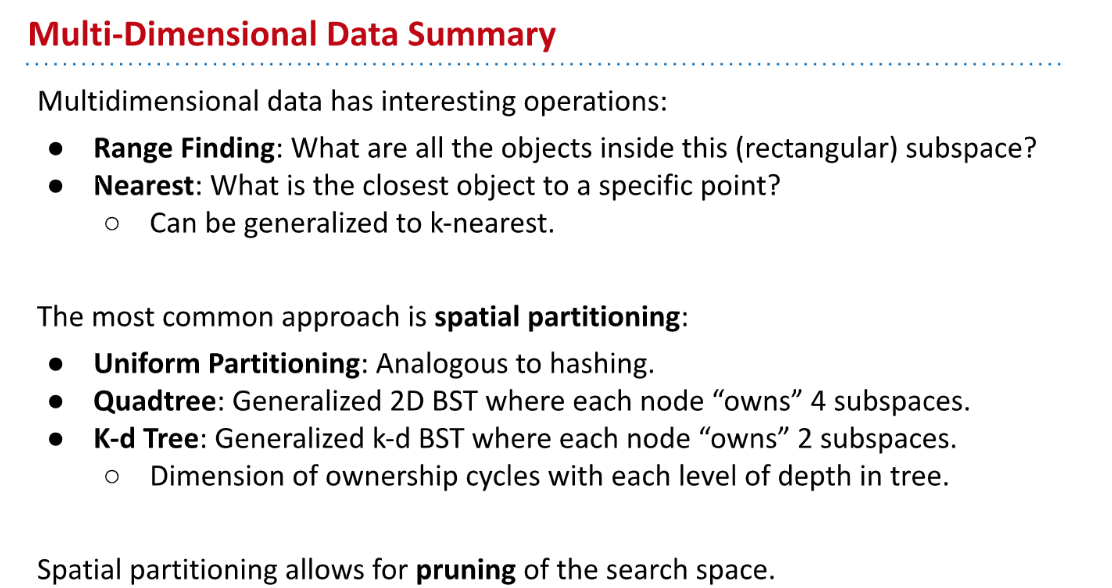 Multi-Dimensional Data Summary
Multidimensional data has interesting operations:
● Range Finding: What are all the objects inside this (rectangular) subspace?
● Nearest: What is the closest object to a specific point?
○ Can be generalized to k-nearest.
The most common approach is spatial partitioning:
● Uniform Partitioning: Analogous to hashing.
● Quadtree: Generalized 2D BST where each node “owns” 4 subspaces.
● K-d Tree: Generalized k-d BST where each node “owns” 2 subspaces.
○ Dimension of ownership cycles with each level of depth in tree.
Spatial partitioning allows for pruning of the search space.